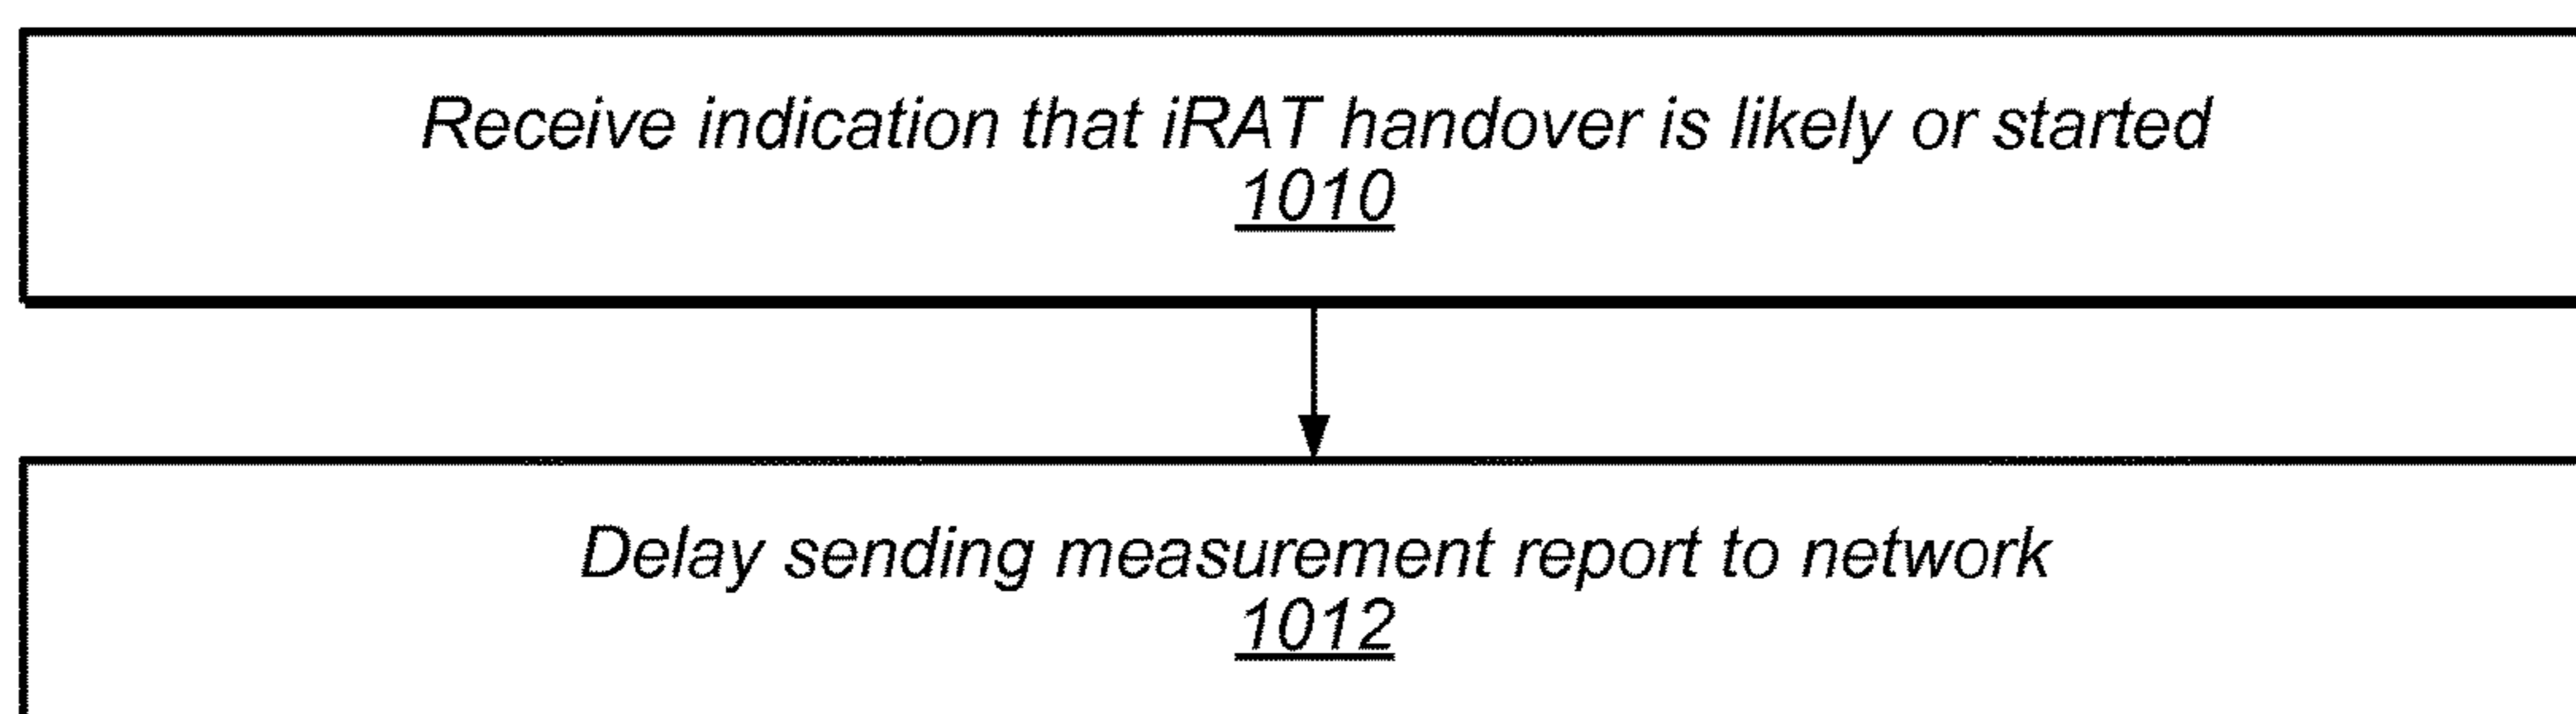 Receive indication that iRAT handover is likely or started
1010
Delay sending measurement report to network
1012